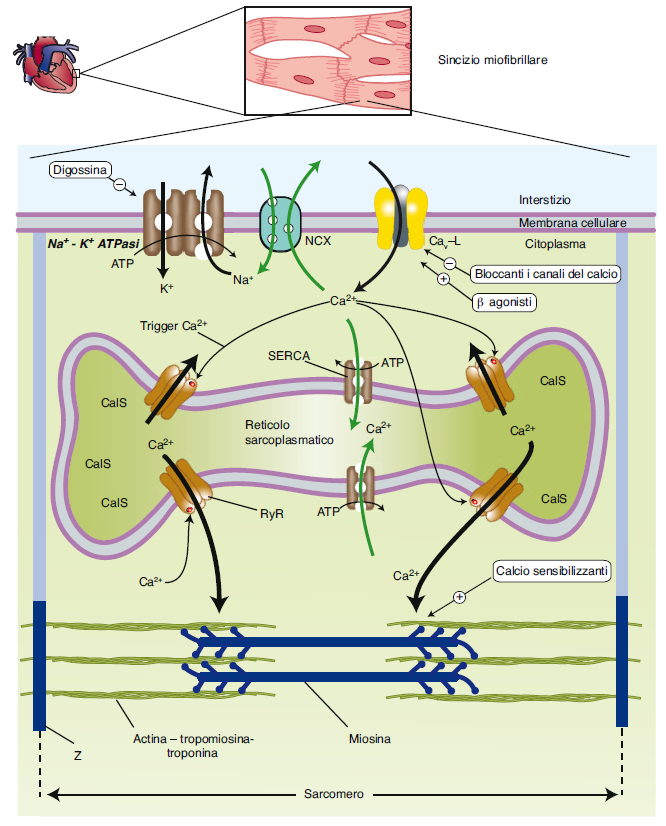 Sincizio miofibrillare
Digossina
−
Interstizio
Membrana cellulare
Na⁺ - K⁺ ATPasi
NCX
Caᵥ–L
Citoplasma
ATP
K⁺
Na⁺
−
Bloccanti i canali del calcio
+
β agonisti
Ca²⁺
Trigger Ca²⁺
SERCA
ATP
CalS
CalS
Reticolo
sarcoplasmatico
Ca²⁺
Ca²⁺
Ca²⁺
CalS
CalS
CalS
RyR
ATP
Ca²⁺
Ca²⁺
Calcio sensibilizzanti
+
Actina – tropomiosina-
troponina
Miosina
Z
Sarcomero